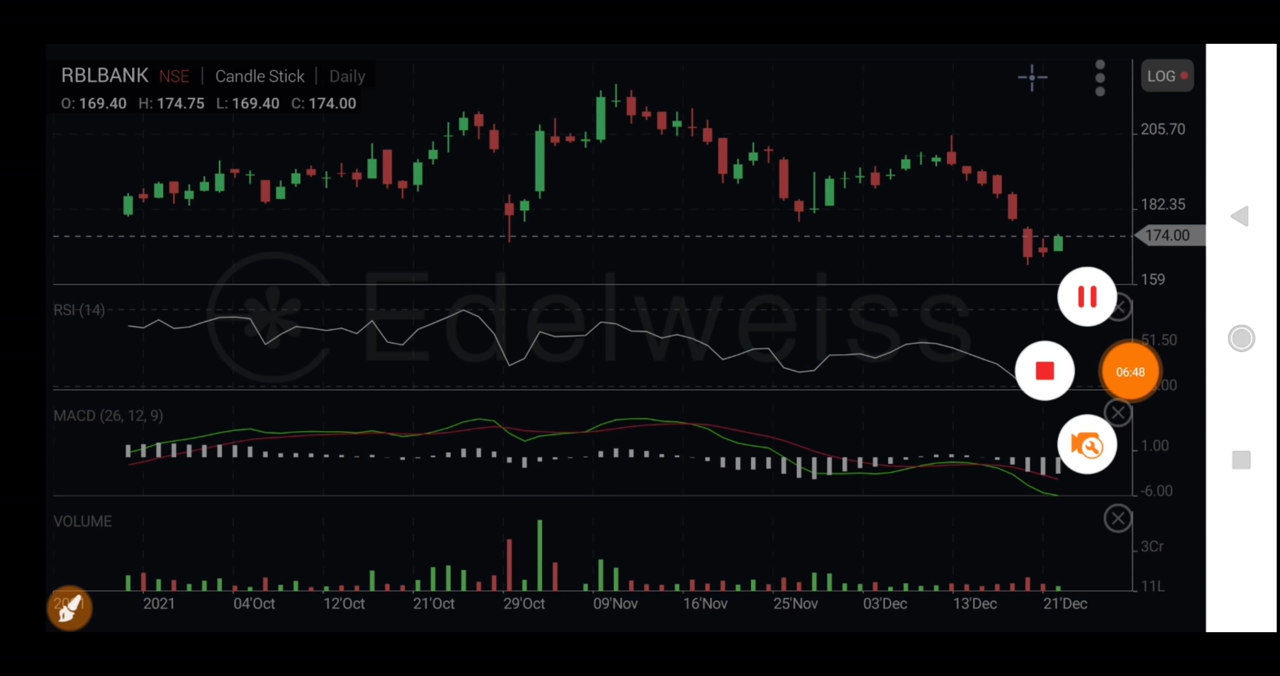 RBLBANK NSE | Candle Stick | Daily
LOG
O: 169.40 H: 174.75 L: 169.40 C: 174.00
205.70
182.35
174.00
159
Edelweiss
RSI (14)
51.50
.00
06:48
MACD (26, 12, 9)
1.00
-6.00
VOLUME
3Cr
11L
2021 04'Oct 12'Oct 21'Oct 29'Oct 09'Nov 16'Nov 25'Nov 03'Dec 13'Dec 21'Dec